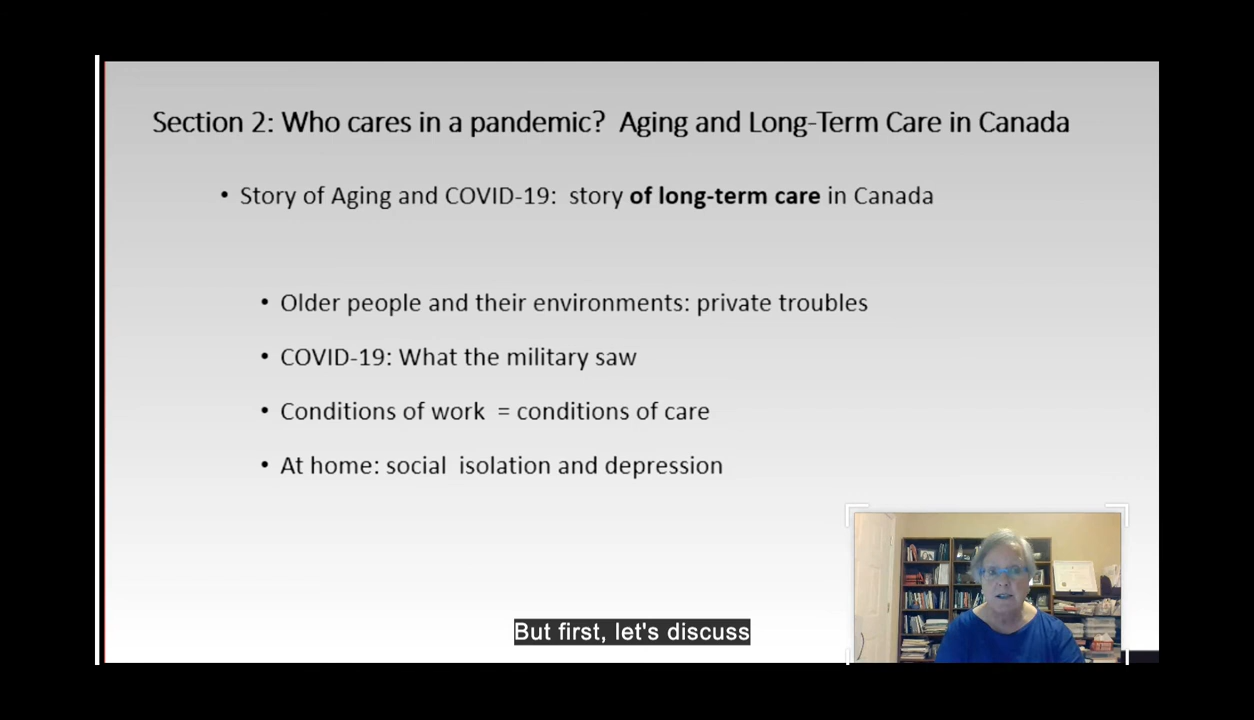 Section 2: Who cares in a pandemic?  Aging and Long-Term Care in Canada
• Story of Aging and COVID-19:  story of long-term care in Canada
• Older people and their environments: private troubles
• COVID-19: What the military saw
• Conditions of work  = conditions of care
• At home: social  isolation and depression
But first, let's discuss